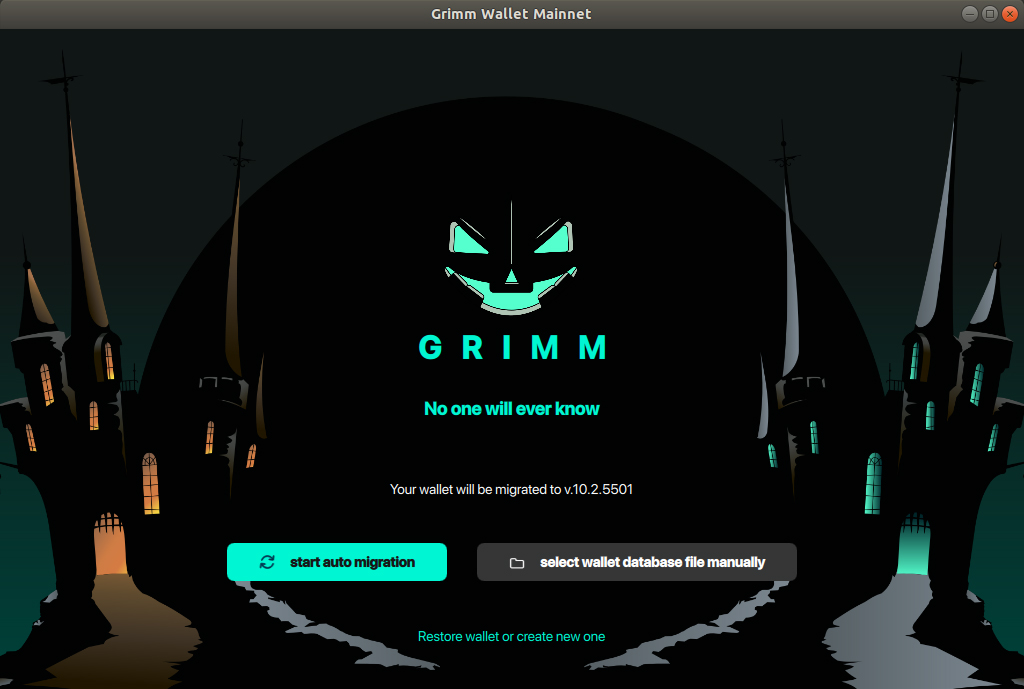 Grimm Wallet Mainnet
GRIMM
No one will ever know
Your wallet will be migrated to v.10.2.5501
start auto migration
select wallet database file manually
Restore wallet or create new one